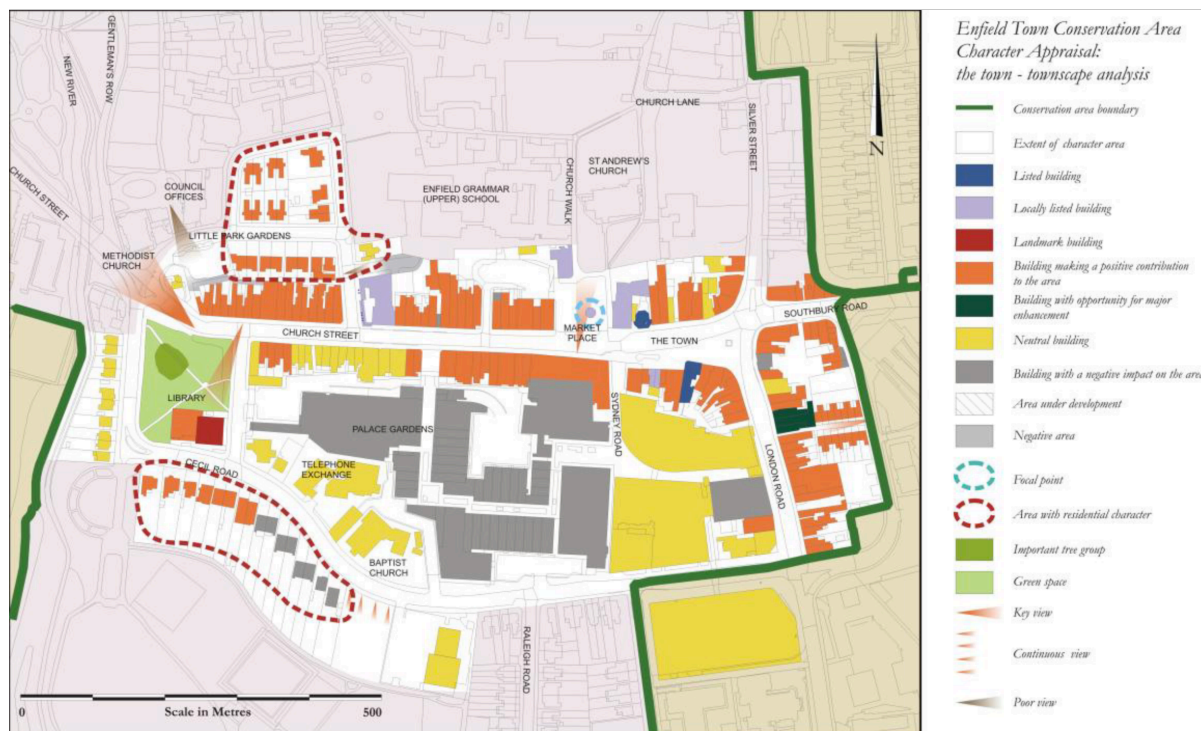 Enfield Town Conservation Area
Character Appraisal:
the town - townscape analysis
Conservation area boundary
Extent of character area
Listed building
Locally listed building
Landmark building
Building making a positive contribution
to the area
Building with opportunity for major
enhancement
Neutral building
Building with a negative impact on the area
Area under development
Negative area
Focal point
Area with residential character
Important tree group
Green space
Key view
Continuous view
Poor view
GENTLEMAN'S ROW
NEW RIVER
CHURCH STREET
COUNCIL
OFFICES
LITTLE PARK GARDENS
METHODIST
CHURCH
ENFIELD GRAMMAR
(UPPER) SCHOOL
CHURCH WALK
ST ANDREW'S
CHURCH
CHURCH LANE
SILVER STREET
N
SOUTHBURY ROAD
MARKET
PLACE
THE TOWN
CHURCH STREET
LIBRARY
PALACE GARDENS
SYDNEY ROAD
LONDON ROAD
CECIL ROAD
TELEPHONE
EXCHANGE
BAPTIST
CHURCH
RALEIGH ROAD
0 Scale in Metres 500